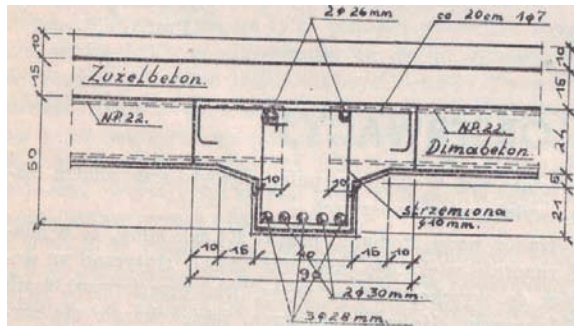 2φ26mm
co 20cm 1φ7
10
15
Żużelbeton.
10
15
NP.22.
NP.22.
Dimabeton.
50
24
5
21
10
10
strzemiona
φ10mm.
10
15
40
15
10
90
2φ30mm.
3φ28mm